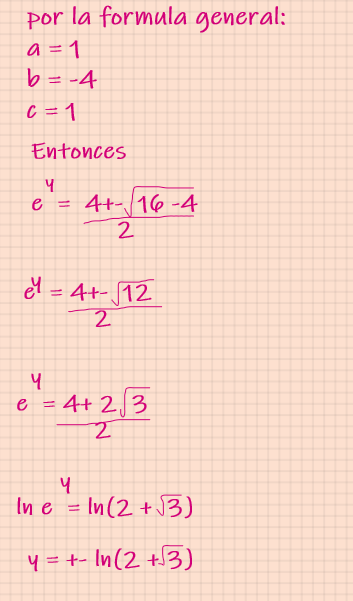 por la formula general:
a = 1
b = -4
c = 1
Entonces
e^y = (4+-√(16 -4))/2
e^y = (4+-√12)/2
e^y = (4+ 2√3)/2
ln e^y = ln(2 +√3)
y = +- ln(2 +√3)